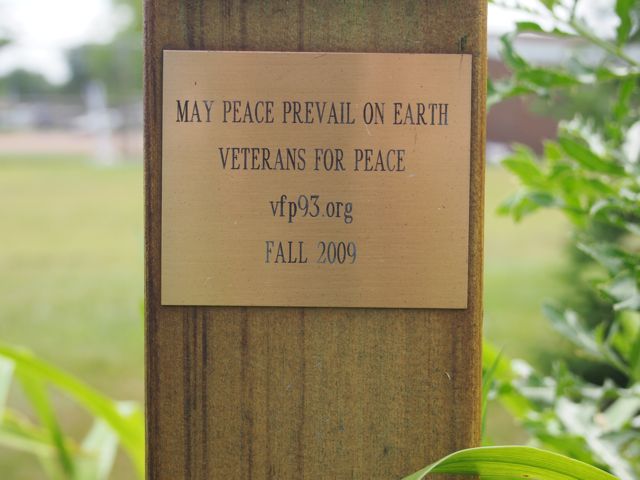 MAY PEACE PREVAIL ON EARTH
VETERANS FOR PEACE
vfp93.org
FALL 2009